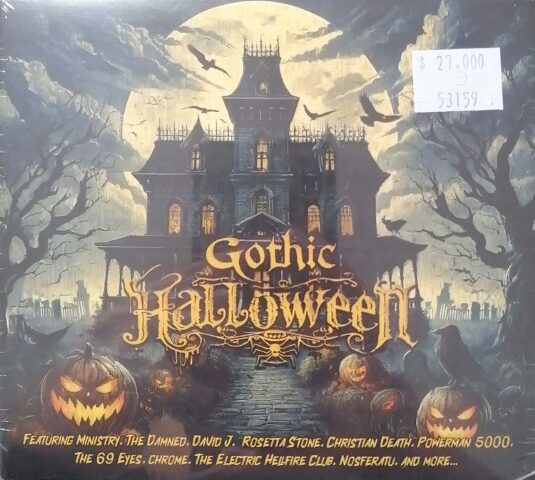 $ 27.000
53159
Gothic
Halloween
FEATURING MINISTRY. THE DAMNED. DAVID J. ROSETTA STONE. CHRISTIAN DEATH. POWERMAN 5000.
THE 69 EYES. CHROME. THE ELECTRIC HELLFIRE CLUB. NOSFERATU. AND MORE...